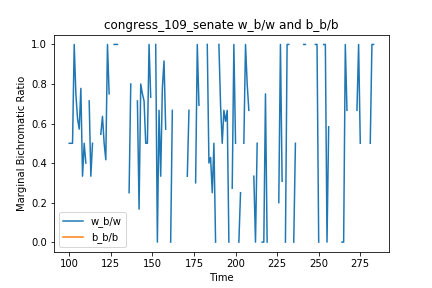 congress_109_senate w_b/w and b_b/b
Marginal Bichromatic Ratio
1.0
0.8
0.6
0.4
0.2
0.0
w_b/w
b_b/b
100 125 150 175 200 225 250 275
Time